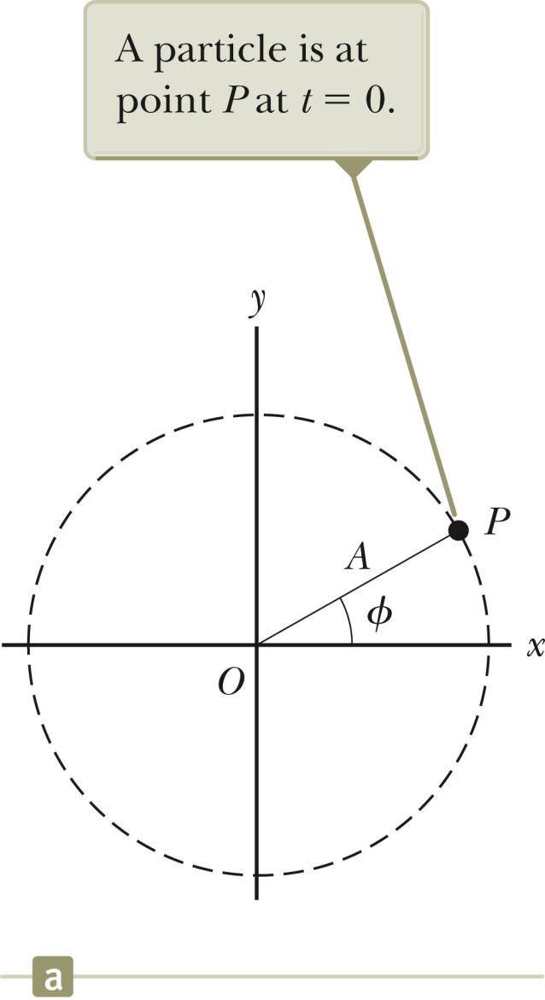 A particle is at
point P at t = 0.
y
P
A
ϕ
x
O
a